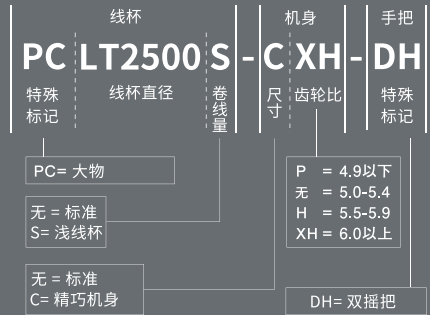 线杯 机身 手把
PC LT2500 S - C XH - DH
特殊标记 线杯直径 卷线量 尺寸 齿轮比 特殊标记
PC= 大物
无 = 标准
S= 浅线杯
无 = 标准
C= 精巧机身
P = 4.9以下
无 = 5.0-5.4
H = 5.5-5.9
XH = 6.0以上
DH= 双摇把